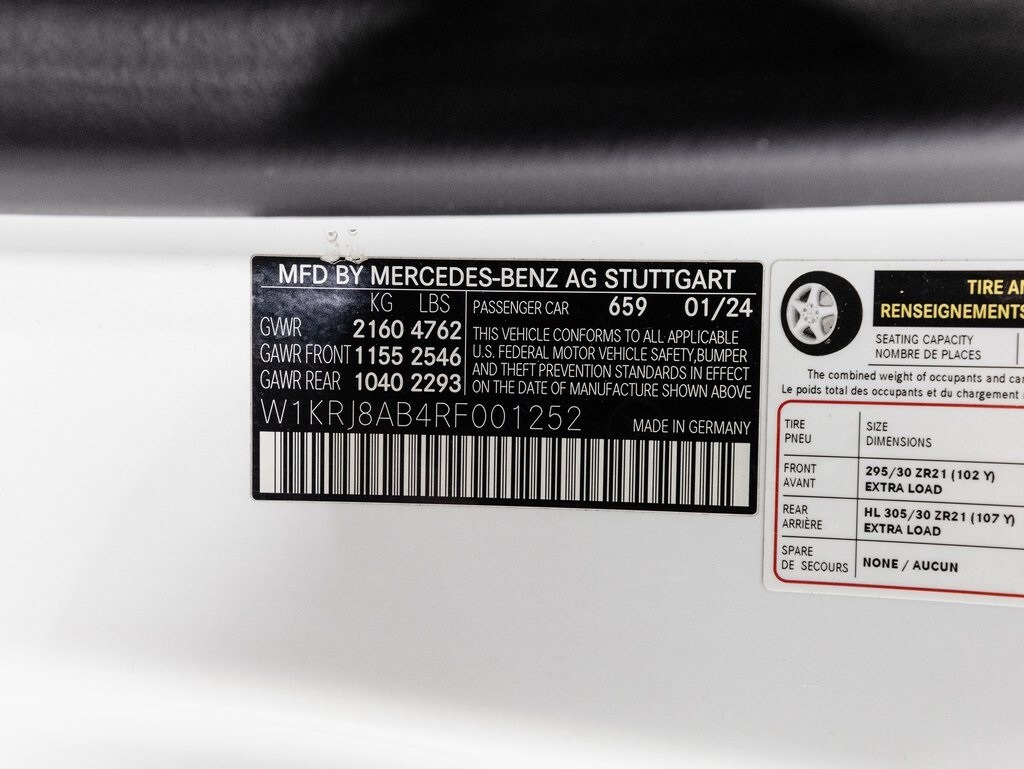 MFD BY MERCEDES-BENZ AG STUTTGART
KG LBS
GVWR 2160 4762
GAWR FRONT 1155 2546
GAWR REAR 1040 2293
PASSENGER CAR 659 01/24
THIS VEHICLE CONFORMS TO ALL APPLICABLE
U.S. FEDERAL MOTOR VEHICLE SAFETY,BUMPER
AND THEFT PREVENTION STANDARDS IN EFFECT
ON THE DATE OF MANUFACTURE SHOWN ABOVE
W1KRJ8AB4RF001252
MADE IN GERMANY
TIRE
RENSEIGNEMENTS
SEATING CAPACITY
NOMBRE DE PLACES
The combined weight of occupants and
Le poids total des occupants et du chargement
TIRE
PNEU
SIZE
DIMENSIONS
FRONT
AVANT
295/30 ZR21 (102 Y)
EXTRA LOAD
REAR
ARRIÈRE
HL 305/30 ZR21 (107 Y)
EXTRA LOAD
SPARE
DE SECOURS
NONE / AUCUN